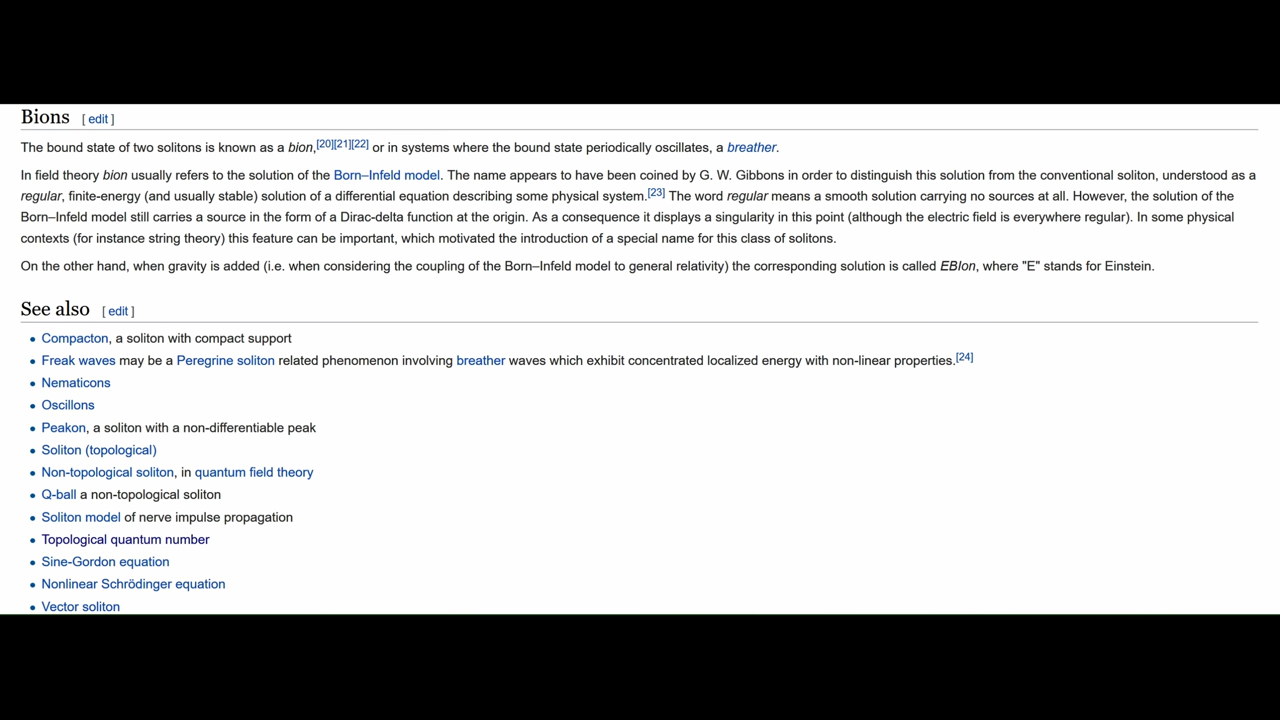 Bions [ edit ]
The bound state of two solitons is known as a bion,[20][21][22] or in systems where the bound state periodically oscillates, a breather.
In field theory bion usually refers to the solution of the Born–Infeld model. The name appears to have been coined by G. W. Gibbons in order to distinguish this solution from the conventional soliton, understood as a
regular, finite-energy (and usually stable) solution of a differential equation describing some physical system.[23] The word regular means a smooth solution carrying no sources at all. However, the solution of the
Born–Infeld model still carries a source in the form of a Dirac-delta function at the origin. As a consequence it displays a singularity in this point (although the electric field is everywhere regular). In some physical
contexts (for instance string theory) this feature can be important, which motivated the introduction of a special name for this class of solitons.
On the other hand, when gravity is added (i.e. when considering the coupling of the Born–Infeld model to general relativity) the corresponding solution is called EBIon, where "E" stands for Einstein.
See also [ edit ]
• Compacton, a soliton with compact support
• Freak waves may be a Peregrine soliton related phenomenon involving breather waves which exhibit concentrated localized energy with non-linear properties.[24]
• Nematicons
• Oscillons
• Peakon, a soliton with a non-differentiable peak
• Soliton (topological)
• Non-topological soliton, in quantum field theory
• Q-ball a non-topological soliton
• Soliton model of nerve impulse propagation
• Topological quantum number
• Sine-Gordon equation
• Nonlinear Schrödinger equation
• Vector soliton